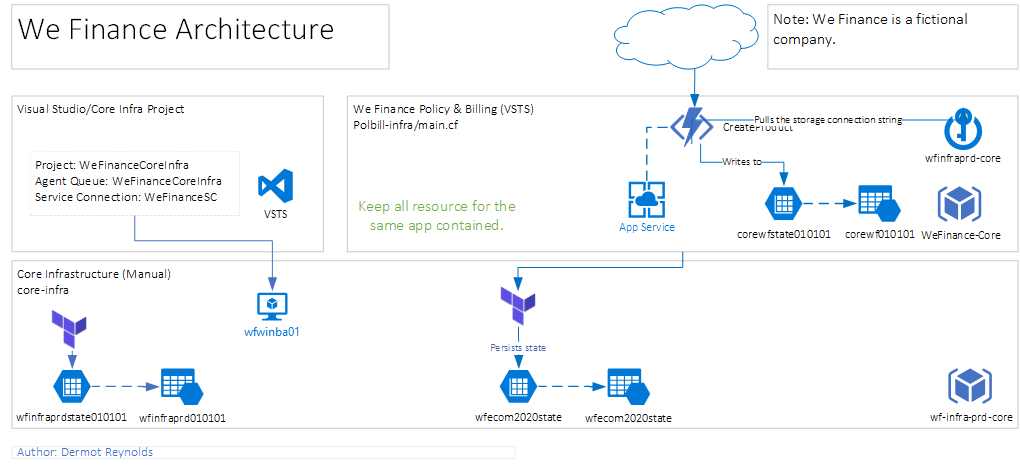 We Finance Architecture
Note: We Finance is a fictional
company.
Visual Studio/Core Infra Project
Project: WeFinanceCoreInfra
Agent Queue: WeFinanceCoreInfra
Service Connection: WeFinanceSC
VSTS
We Finance Policy & Billing (VSTS)
Polbill-infra/main.cf
Pulls the storage connection string
CreateProduct
wfinfraprd-core
Writes to
Keep all resource for the
same app contained.
App Service
corewfstate010101
corewf010101
WeFinance-Core
Core Infrastructure (Manual)
core-infra
wfwinba01
Persists state
wfinfraprdstate010101
wfinfraprd010101
wfecom2020state
wfecom2020state
wf-infra-prd-core
Author: Dermot Reynolds